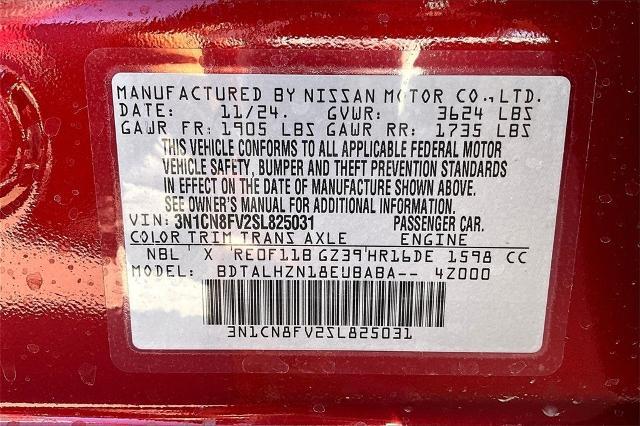 MANUFACTURED BY NISSAN MOTOR CO.,LTD.
DATE: 11/24. GVWR: 3624 LBS
GAWR FR: 1905 LBS GAWR RR: 1735 LBS
THIS VEHICLE CONFORMS TO ALL APPLICABLE FEDERAL MOTOR
VEHICLE SAFETY, BUMPER AND THEFT PREVENTION STANDARDS
IN EFFECT ON THE DATE OF MANUFACTURE SHOWN ABOVE.
SEE OWNER'S MANUAL FOR ADDITIONAL INFORMATION.
VIN: 3N1CN8FV2SL825031 PASSENGER CAR.
COLOR TRIM TRANS AXLE ENGINE
NBL X RE0F11B GZ39 HR16DE 1598 CC
MODEL: BDTALHZN18EUBABA-- 4Z000
3N1CN8FV2SL825031